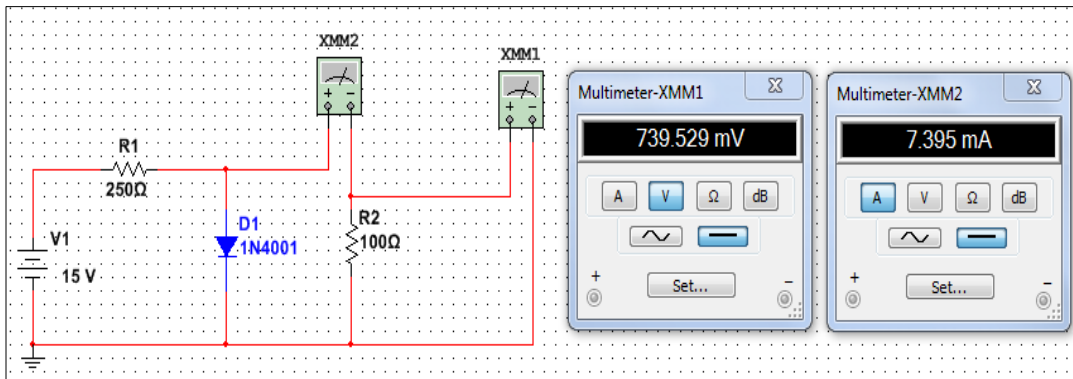 XMM2
XMM1
R1
250Ω
V1
15 V
D1
1N4001
R2
100Ω
+ -
+ -
Multimeter-XMM1
X
739.529 mV
A V Ω dB
Set...
+ -
Multimeter-XMM2
X
7.395 mA
A V Ω dB
Set...
+ -